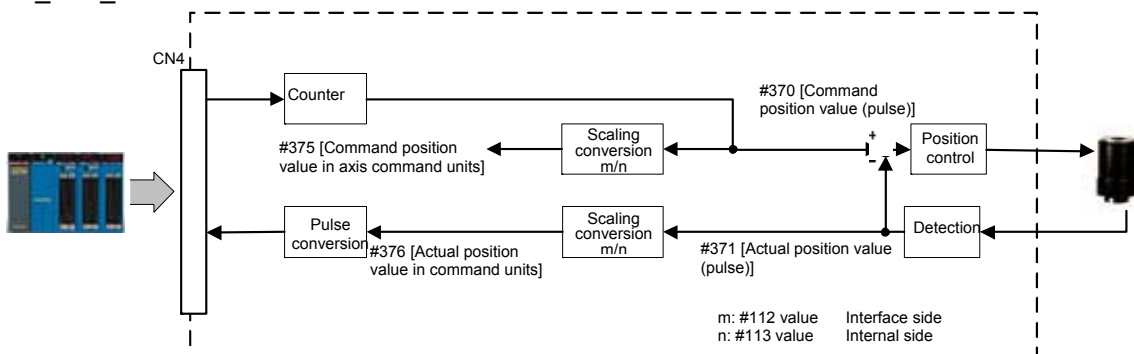 CN4
Counter
#370 [Command
position value (pulse)]
+
-
Position
control
#375 [Command position
value in axis command units]
Scaling
conversion
m/n
Pulse
conversion
#376 [Actual position
value in command units]
Scaling
conversion
m/n
#371 [Actual position value
(pulse)]
Detection
m: #112 value Interface side
n: #113 value Internal side